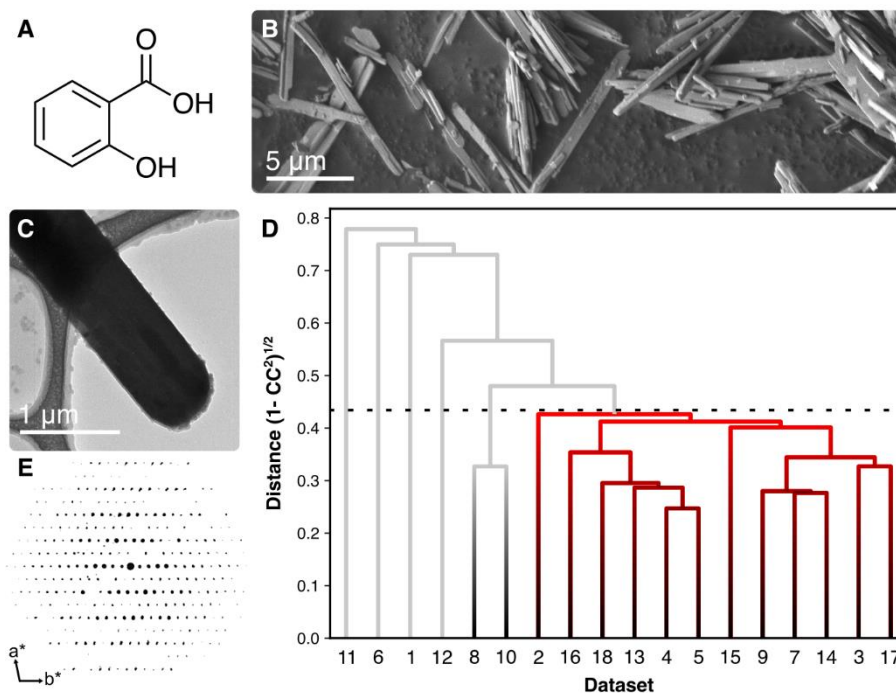 A
O
OH
OH
B
5 µm
C
1 µm
D
0.8
0.7
0.6
0.5
0.4
0.3
0.2
0.1
0.0
Distance (1- CC²)¹/²
11 6 1 12 8 10 2 16 18 13 4 5 15 9 7 14 3 17
Dataset
E
a*
b*